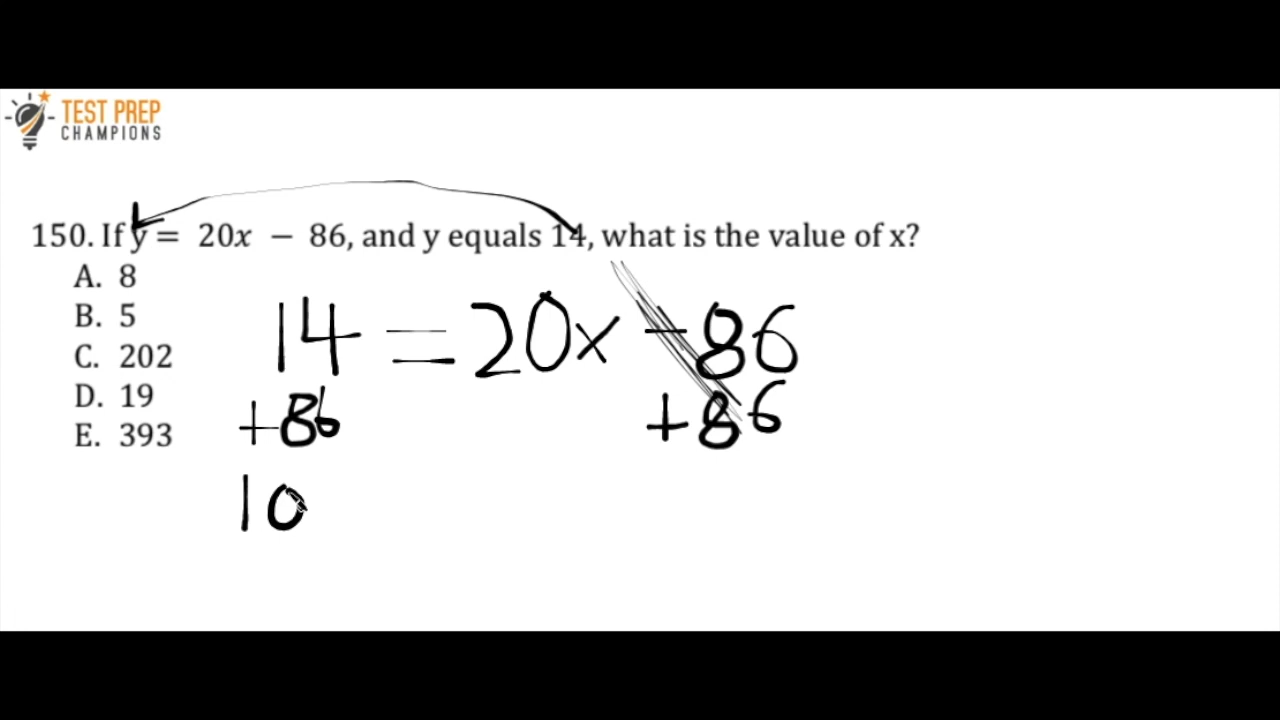 TEST PREP
CHAMPIONS
150. If y = 20x − 86, and y equals 14, what is the value of x?
A. 8
B. 5
C. 202
D. 19
E. 393
14 = 20x - 86
+86 +86
10